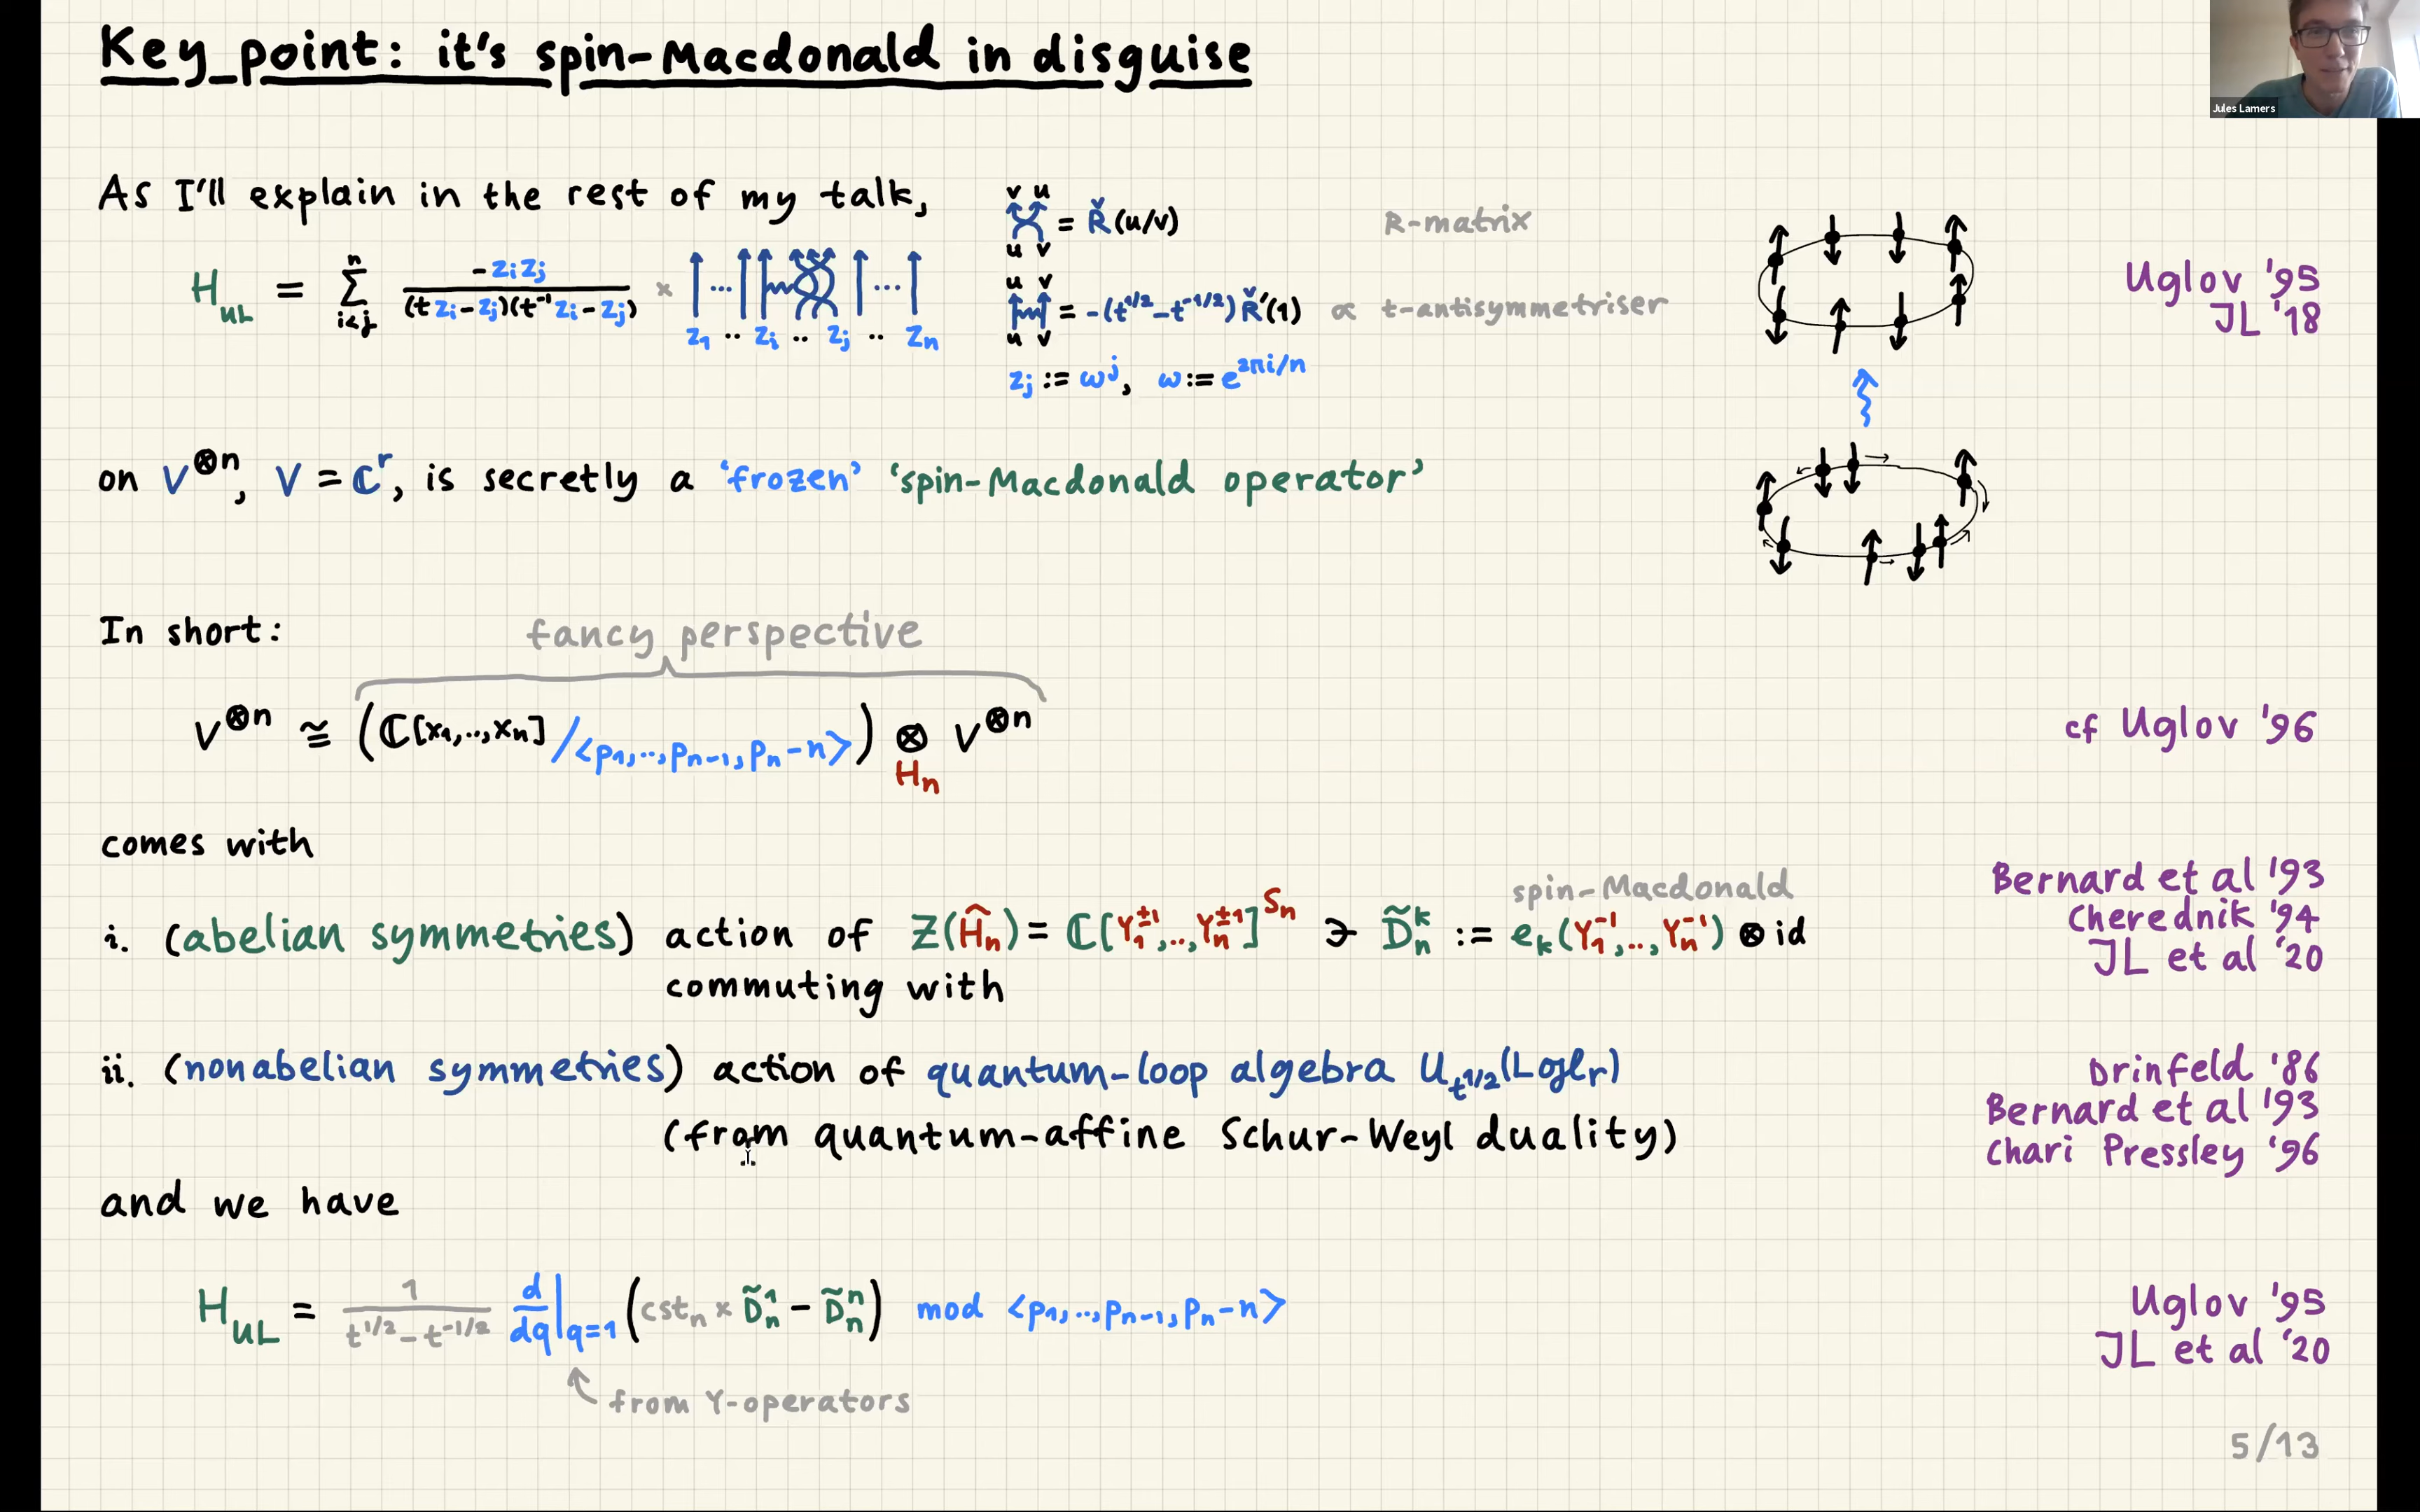 Key point: it's spin-Macdonald in disguise
Jules Lamers
As I'll explain in the rest of my talk,
H_UL = Σ_{i<j}^n -z_i z_j / ((t z_i - z_j)(t^{-1} z_i - z_j)) × ... ...
z_1 .. z_i .. z_j .. z_n
v u
= Ř(u/v) R-matrix
u v
u v
= -(t^{1/2} - t^{-1/2}) Ř'(1) ∝ t-antisymmetriser
u v
z_j := ω^j, ω := e^{2πi/n}
Uglov '95
JL '18
on V^{⊗n}, V = ℂ^r, is secretly a 'frozen' 'spin-Macdonald operator'
In short:
fancy perspective
V^{⊗n} ≅ (ℂ[x_1,..,x_n]/<p_1,..,p_{n-1},p_n-n>) ⊗_{H_n} V^{⊗n}
cf Uglov '96
comes with
spin-Macdonald
i. (abelian symmetries) action of Z(Ĥ_n) = ℂ[Y_1^{±1},..,Y_n^{±1}]^{S_n} ∋ D̃_n^k := e_k(Y_1^{-1},..,Y_n^{-1}) ⊗ id
commuting with
Bernard et al '93
Cherednik '94
JL et al '20
ii. (nonabelian symmetries) action of quantum-loop algebra U_{t^{1/2}}(Lgl_r)
(from quantum-affine Schur-Weyl duality)
Drinfeld '86
Bernard et al '93
Chari Pressley '96
and we have
H_UL = 1/(t^{1/2} - t^{-1/2}) d/dq|_{q=1} (cst_n × D̃_n^1 - D̃_n^n) mod <p_1,..,p_{n-1},p_n-n>
from Y-operators
Uglov '95
JL et al '20
5/13